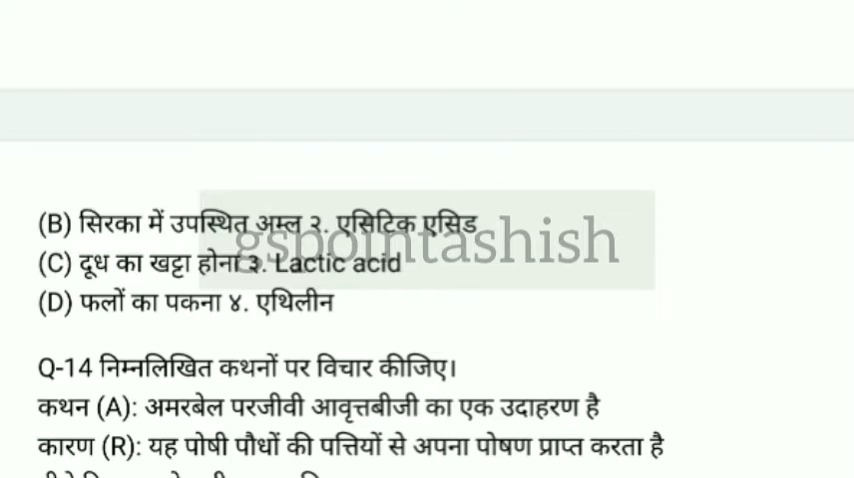 (B) सिरका में उपस्थित अम्ल २. एसिटिक एसिड
gspointashish
(C) दूध का खट्टा होना ३. Lactic acid
(D) फलों का पकना ४. एथिलीन
Q-14 निम्नलिखित कथनों पर विचार कीजिए।
कथन (A): अमरबेल परजीवी आवृत्तबीजी का एक उदाहरण है
कारण (R): यह पोषी पौधों की पत्तियों से अपना पोषण प्राप्त करता है